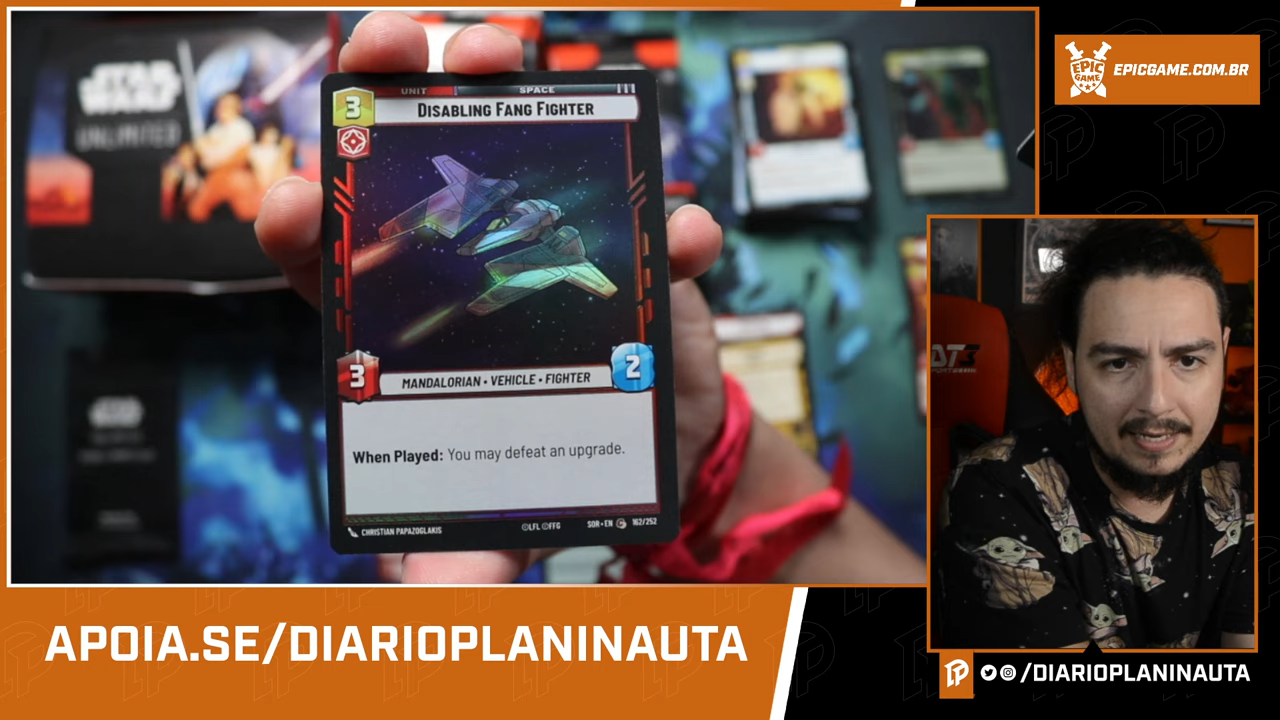 STAR
WARS
UNLIMITED
UNIT
SPACE
3
DISABLING FANG FIGHTER
3
MANDALORIAN • VEHICLE • FIGHTER
2
When Played: You may defeat an upgrade.
CHRISTIAN PAPAZOGLAKIS
©LFL ©FFG
SOR • EN
C
162/252
EPIC
GAME
EPICGAME.COM.BR
DT3
APOIA.SE/DIARIOPLANINAUTA
/DIARIOPLANINAUTA